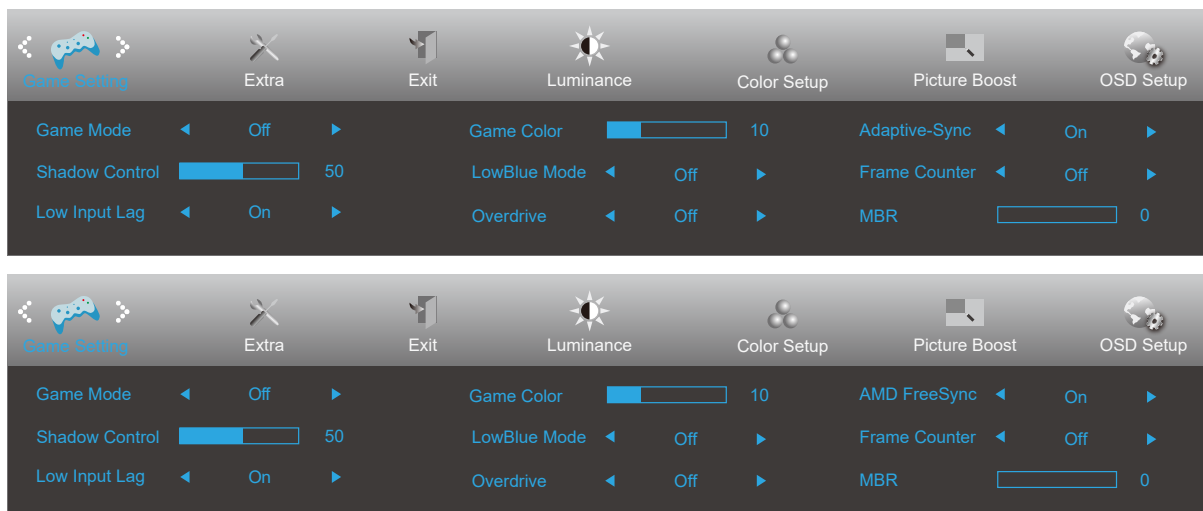 Game Setting Extra Exit Luminance Color Setup Picture Boost OSD Setup
Game Mode Off Game Color 10 Adaptive-Sync On
Shadow Control 50 LowBlue Mode Off Frame Counter Off
Low Input Lag On Overdrive Off MBR 0
Game Setting Extra Exit Luminance Color Setup Picture Boost OSD Setup
Game Mode Off Game Color 10 AMD FreeSync On
Shadow Control 50 LowBlue Mode Off Frame Counter Off
Low Input Lag On Overdrive Off MBR 0